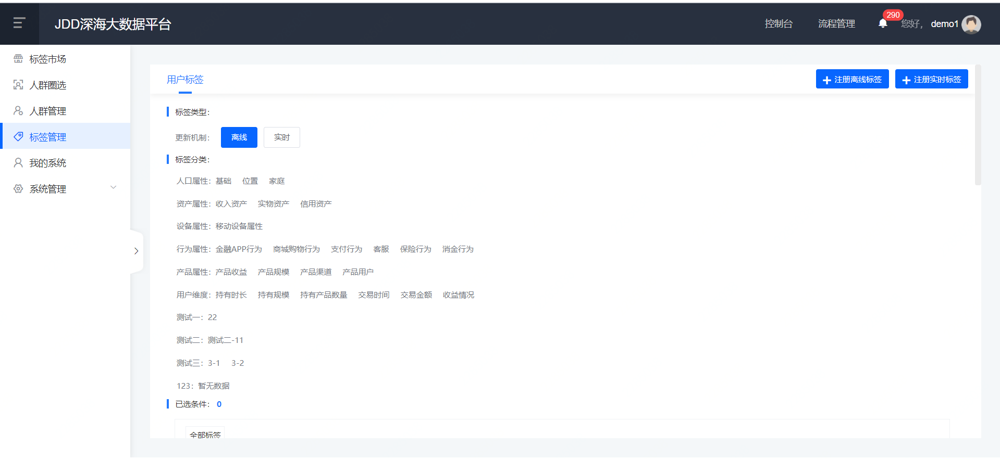 JDD深海大数据平台
控制台 流程管理 290 您好， demo1
标签市场
人群圈选
人群管理
标签管理
我的系统
系统管理
用户标签 注册离线标签 注册实时标签
标签类型：
更新机制： 离线 实时
标签分类：
人口属性：基础 位置 家庭
资产属性：收入资产 实物资产 信用资产
设备属性：移动设备属性
行为属性：金融APP行为 商城购物行为 支付行为 客服 保险行为 消金行为
产品属性：产品收益 产品规模 产品渠道 产品用户
用户维度：持有时长 持有规模 持有产品数量 交易时间 交易金额 收益情况
测试一：22
测试二：测试二-11
测试三：3-1 3-2
123：暂无数据
已选条件： 0
全部标签